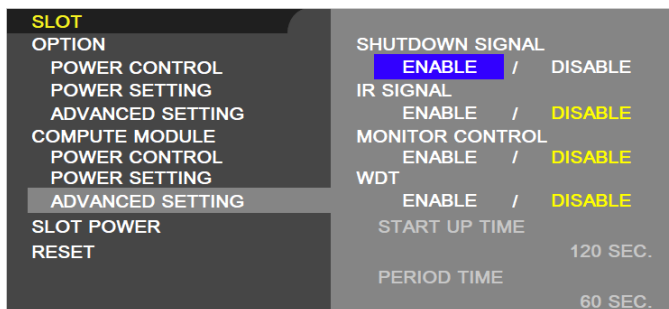 SLOT
OPTION
POWER CONTROL
POWER SETTING
ADVANCED SETTING
COMPUTE MODULE
POWER CONTROL
POWER SETTING
ADVANCED SETTING
SLOT POWER
RESET
SHUTDOWN SIGNAL
ENABLE / DISABLE
IR SIGNAL
ENABLE / DISABLE
MONITOR CONTROL
ENABLE / DISABLE
WDT
ENABLE / DISABLE
START UP TIME
120 SEC.
PERIOD TIME
60 SEC.